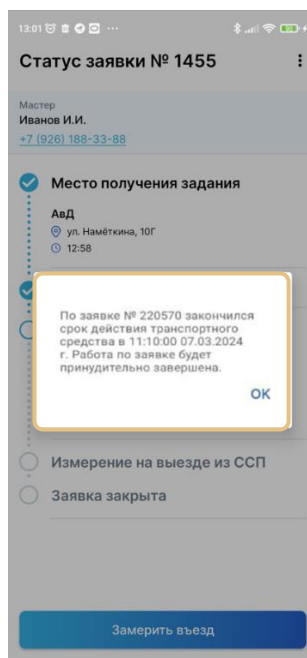 13:01
Статус заявки № 1455
Мастер
Иванов И.И.
+7 (926) 188-33-88
Место получения задания
АвД
ул. Намёткина, 10Г
12:58
По заявке № 220570 закончился
срок действия транспортного
средства в 11:10:00 07.03.2024
г. Работа по заявке будет
принудительно завершена.
ОК
Измерение на выезде из ССП
Заявка закрыта
Замерить въезд